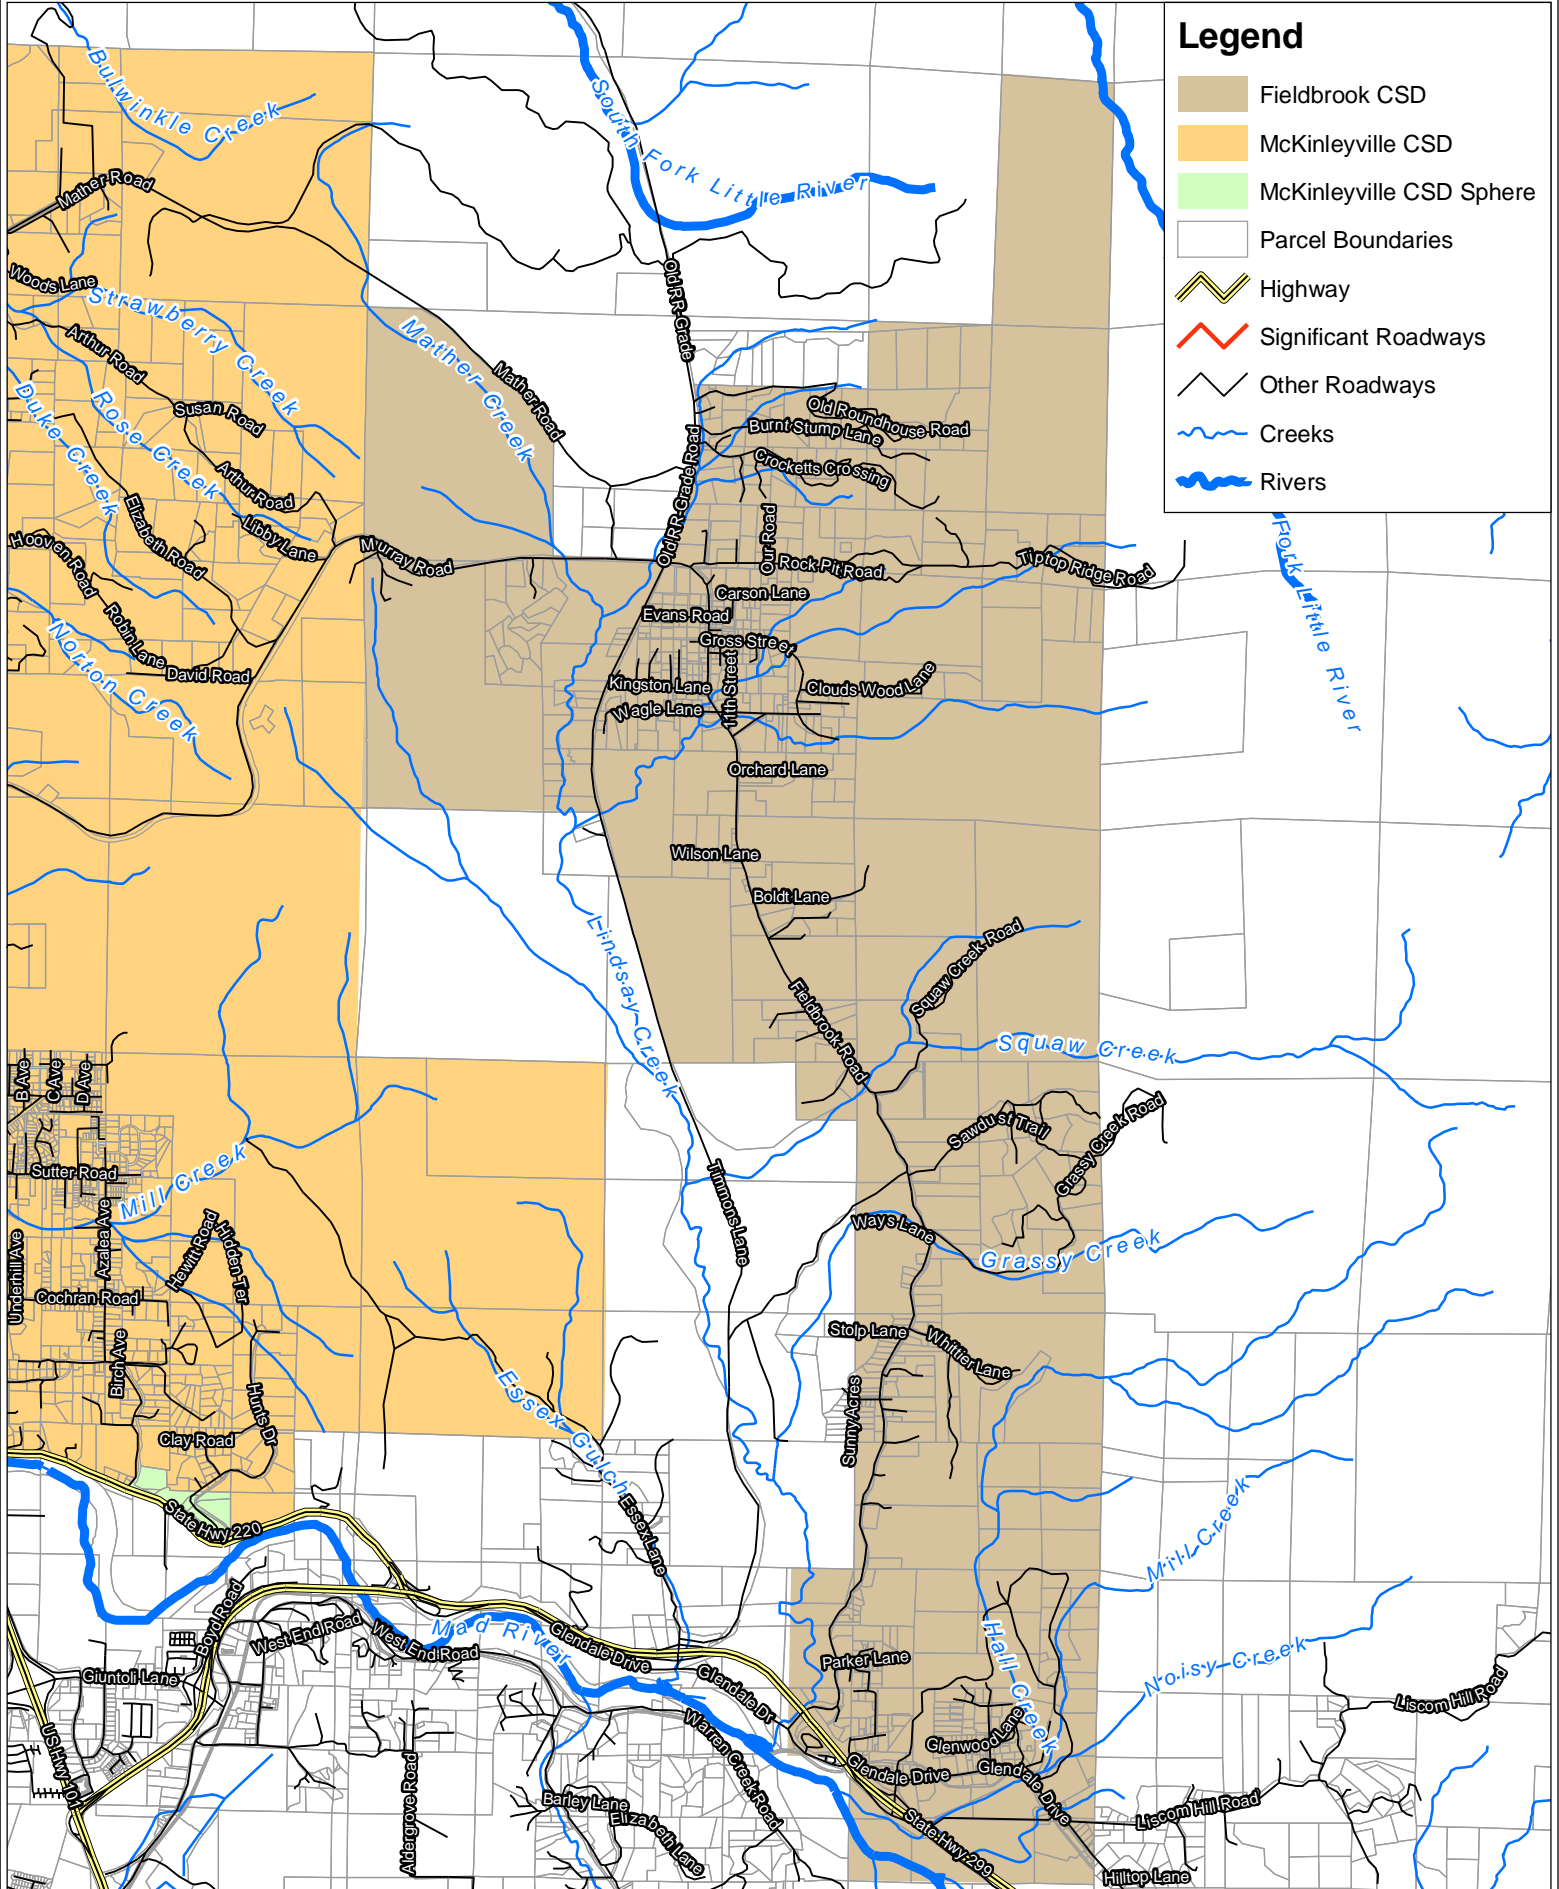 Legend
Fieldbrook CSD
McKinleyville CSD
McKinleyville CSD Sphere
Parcel Boundaries
Highway
Significant Roadways
Other Roadways
Creeks
Rivers
Bulwinkle Creek
South Fork Little River
Mather Road
Woods Lane
Strawberry Creek
Arthur Road
Duke Creek
Rose Creek
Susan Road
Mather Creek
Mather Road
Old RR Grade
Old Roundhouse Road
Burnt Stump Lane
Crocketts Crossing
Arthur Road
Elizabeth Road
Libby Lane
Hooven Road
Murray Road
Old RR Grade Road
Our Road
Rock Pit Road
Tiptop Ridge Road
Fork Little River
Carson Lane
Evans Road
Gross Street
Robin Lane
David Road
Norton Creek
Kingston Lane
11th Street
Clouds Wood Lane
Wagle Lane
Orchard Lane
Wilson Lane
Boldt Lane
Lindsay Creek
Squaw Creek Road
Fieldbrook Road
Squaw Creek
B Ave
C Ave
D Ave
Sawdust Trail
Grassy Creek Road
Sutter Road
Mill Creek
Azalea Ave
Underhill Ave
Hewitt Road
Hidden Ter
Timmons Lane
Ways Lane
Grassy Creek
Cochran Road
Birch Ave
Stolp Lane
Whittier Lane
Sunny Acres
Hunts Dr
Essex Gulch
Clay Road
Essex Lane
State Hwy 220
Mill Creek
Boyd Road
West End Road
West End Road
Mad River
Glendale Drive
Hall Creek
Noisy Creek
Parker Lane
Giuntoli Lane
Glendale Dr
Liscom Hill Road
US Hwy 101
Warren Creek Road
Glenwood Lane
Glendale Drive
Glendale Drive
Aldergrove Road
Barley Lane
Elizabeth Lane
State Hwy 299
Liscom Hill Road
Hilltop Lane